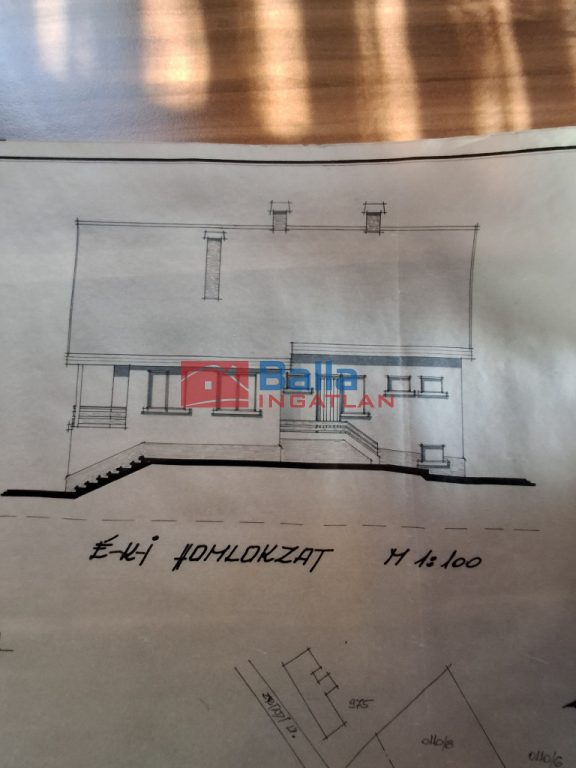 Balla
INGATLAN
É-K-i HOMLOKZAT M 1:100
975
0110/8
0110/6